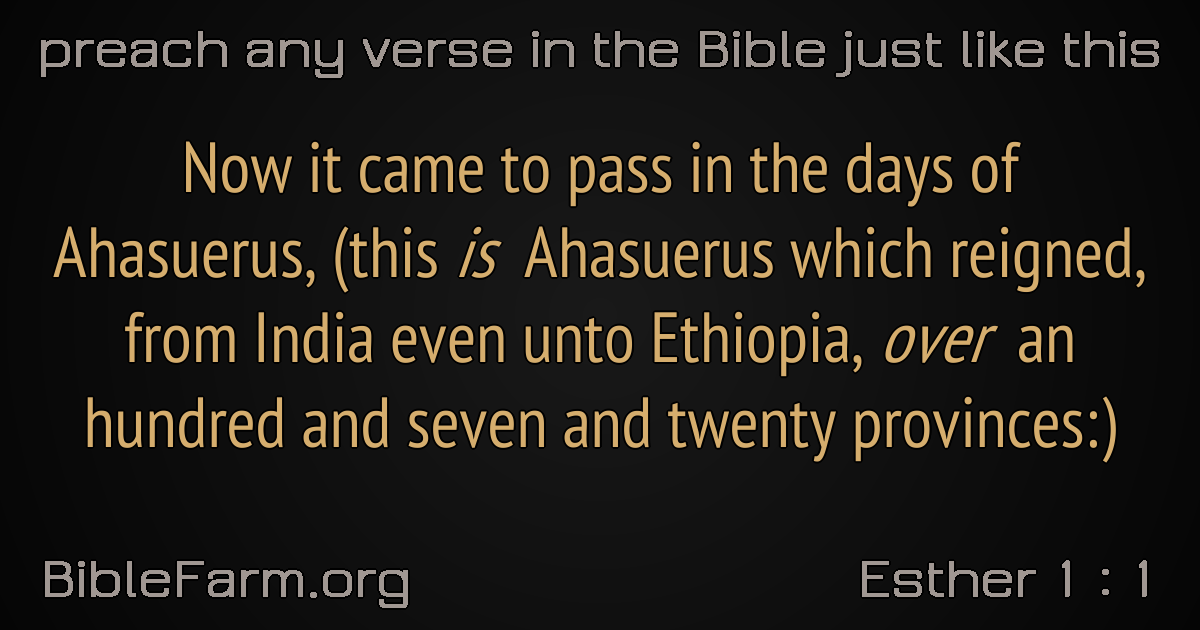 preach any verse in the Bible just like this
Now it came to pass in the days of
Ahasuerus, (this is Ahasuerus which reigned,
from India even unto Ethiopia, over an
hundred and seven and twenty provinces:)
BibleFarm.org
Esther 1 : 1